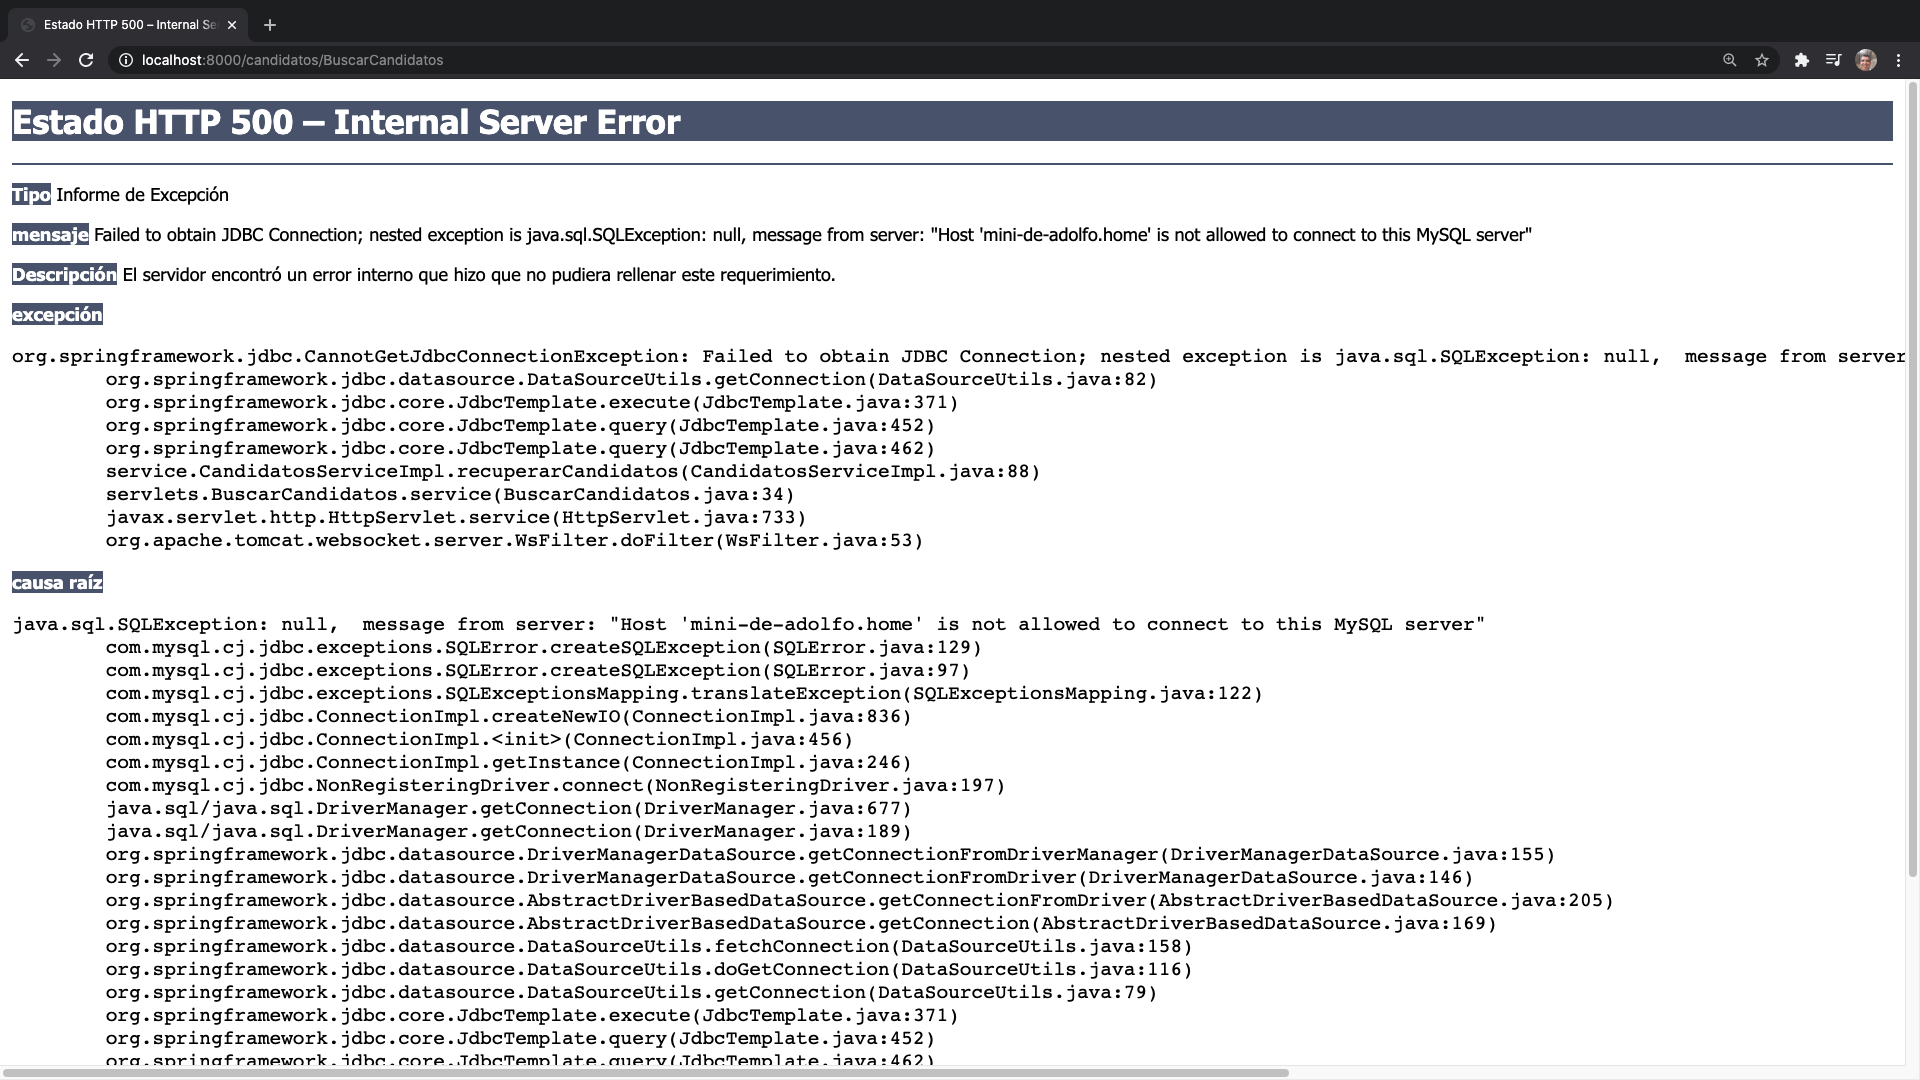 Estado HTTP 500 – Internal Se
localhost:8000/candidatos/BuscarCandidatos
Estado HTTP 500 – Internal Server Error
Tipo Informe de Excepción
mensaje Failed to obtain JDBC Connection; nested exception is java.sql.SQLException: null, message from server: "Host 'mini-de-adolfo.home' is not allowed to connect to this MySQL server"
Descripción El servidor encontró un error interno que hizo que no pudiera rellenar este requerimiento.
excepción
org.springframework.jdbc.CannotGetJdbcConnectionException: Failed to obtain JDBC Connection; nested exception is java.sql.SQLException: null,  message from server
org.springframework.jdbc.datasource.DataSourceUtils.getConnection(DataSourceUtils.java:82)
org.springframework.jdbc.core.JdbcTemplate.execute(JdbcTemplate.java:371)
org.springframework.jdbc.core.JdbcTemplate.query(JdbcTemplate.java:452)
org.springframework.jdbc.core.JdbcTemplate.query(JdbcTemplate.java:462)
service.CandidatosServiceImpl.recuperarCandidatos(CandidatosServiceImpl.java:88)
servlets.BuscarCandidatos.service(BuscarCandidatos.java:34)
javax.servlet.http.HttpServlet.service(HttpServlet.java:733)
org.apache.tomcat.websocket.server.WsFilter.doFilter(WsFilter.java:53)
causa raíz
java.sql.SQLException: null,  message from server: "Host 'mini-de-adolfo.home' is not allowed to connect to this MySQL server"
com.mysql.cj.jdbc.exceptions.SQLError.createSQLException(SQLError.java:129)
com.mysql.cj.jdbc.exceptions.SQLError.createSQLException(SQLError.java:97)
com.mysql.cj.jdbc.exceptions.SQLExceptionsMapping.translateException(SQLExceptionsMapping.java:122)
com.mysql.cj.jdbc.ConnectionImpl.createNewIO(ConnectionImpl.java:836)
com.mysql.cj.jdbc.ConnectionImpl.<init>(ConnectionImpl.java:456)
com.mysql.cj.jdbc.ConnectionImpl.getInstance(ConnectionImpl.java:246)
com.mysql.cj.jdbc.NonRegisteringDriver.connect(NonRegisteringDriver.java:197)
java.sql/java.sql.DriverManager.getConnection(DriverManager.java:677)
java.sql/java.sql.DriverManager.getConnection(DriverManager.java:189)
org.springframework.jdbc.datasource.DriverManagerDataSource.getConnectionFromDriverManager(DriverManagerDataSource.java:155)
org.springframework.jdbc.datasource.DriverManagerDataSource.getConnectionFromDriver(DriverManagerDataSource.java:146)
org.springframework.jdbc.datasource.AbstractDriverBasedDataSource.getConnectionFromDriver(AbstractDriverBasedDataSource.java:205)
org.springframework.jdbc.datasource.AbstractDriverBasedDataSource.getConnection(AbstractDriverBasedDataSource.java:169)
org.springframework.jdbc.datasource.DataSourceUtils.fetchConnection(DataSourceUtils.java:158)
org.springframework.jdbc.datasource.DataSourceUtils.doGetConnection(DataSourceUtils.java:116)
org.springframework.jdbc.datasource.DataSourceUtils.getConnection(DataSourceUtils.java:79)
org.springframework.jdbc.core.JdbcTemplate.execute(JdbcTemplate.java:371)
org.springframework.jdbc.core.JdbcTemplate.query(JdbcTemplate.java:452)
org.springframework.jdbc.core.JdbcTemplate.query(JdbcTemplate.java:462)